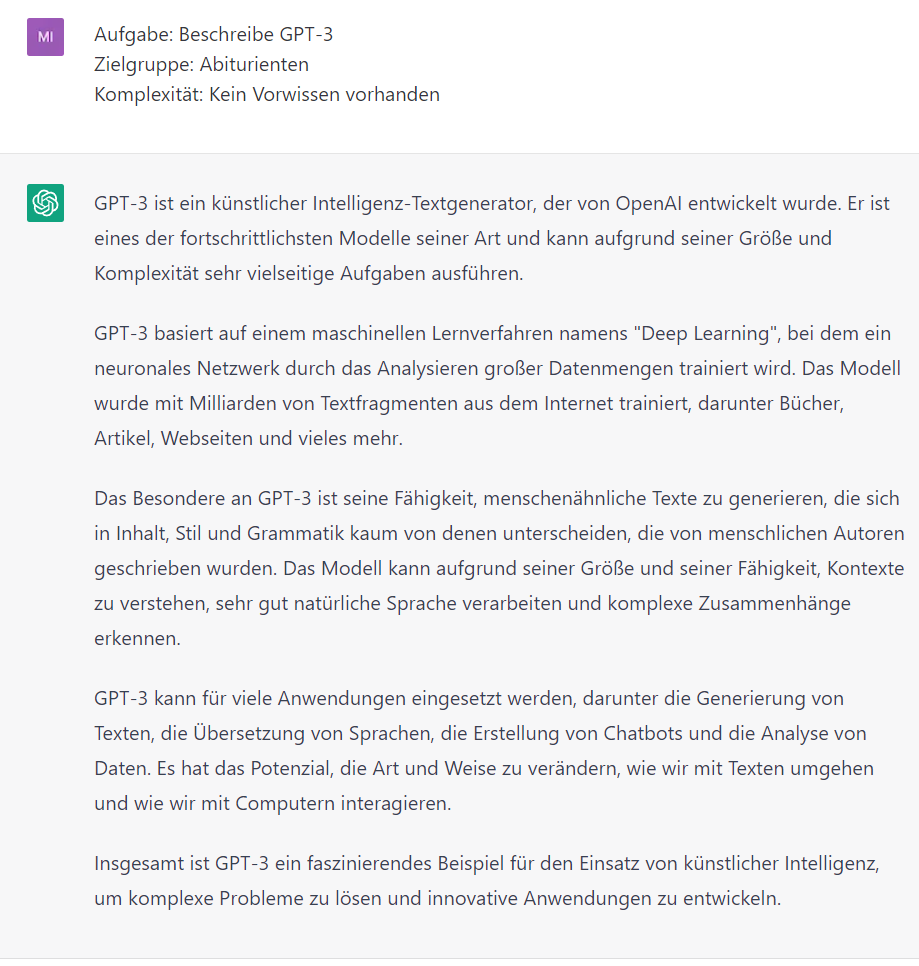 MI
Aufgabe: Beschreibe GPT-3
Zielgruppe: Abiturienten
Komplexität: Kein Vorwissen vorhanden
GPT-3 ist ein künstlicher Intelligenz-Textgenerator, der von OpenAI entwickelt wurde. Er ist
eines der fortschrittlichsten Modelle seiner Art und kann aufgrund seiner Größe und
Komplexität sehr vielseitige Aufgaben ausführen.
GPT-3 basiert auf einem maschinellen Lernverfahren namens "Deep Learning", bei dem ein
neuronales Netzwerk durch das Analysieren großer Datenmengen trainiert wird. Das Modell
wurde mit Milliarden von Textfragmenten aus dem Internet trainiert, darunter Bücher,
Artikel, Webseiten und vieles mehr.
Das Besondere an GPT-3 ist seine Fähigkeit, menschenähnliche Texte zu generieren, die sich
in Inhalt, Stil und Grammatik kaum von denen unterscheiden, die von menschlichen Autoren
geschrieben wurden. Das Modell kann aufgrund seiner Größe und seiner Fähigkeit, Kontexte
zu verstehen, sehr gut natürliche Sprache verarbeiten und komplexe Zusammenhänge
erkennen.
GPT-3 kann für viele Anwendungen eingesetzt werden, darunter die Generierung von
Texten, die Übersetzung von Sprachen, die Erstellung von Chatbots und die Analyse von
Daten. Es hat das Potenzial, die Art und Weise zu verändern, wie wir mit Texten umgehen
und wie wir mit Computern interagieren.
Insgesamt ist GPT-3 ein faszinierendes Beispiel für den Einsatz von künstlicher Intelligenz,
um komplexe Probleme zu lösen und innovative Anwendungen zu entwickeln.